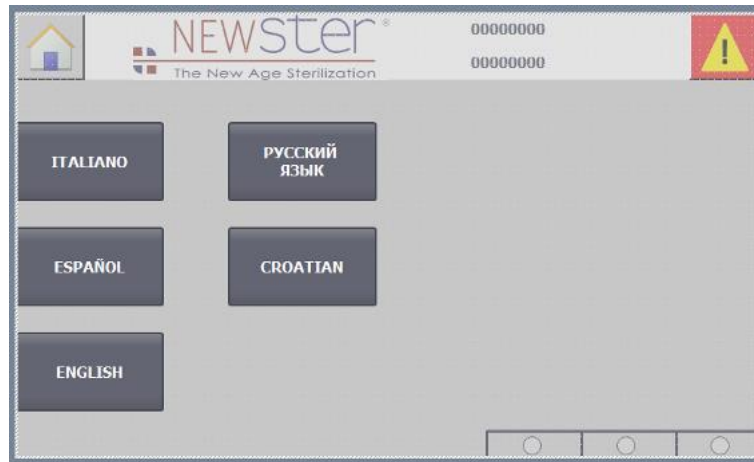 NEWSter®
The New Age Sterilization
00000000
00000000
ITALIANO
РУССКИЙ
ЯЗЫК
ESPAÑOL
CROATIAN
ENGLISH